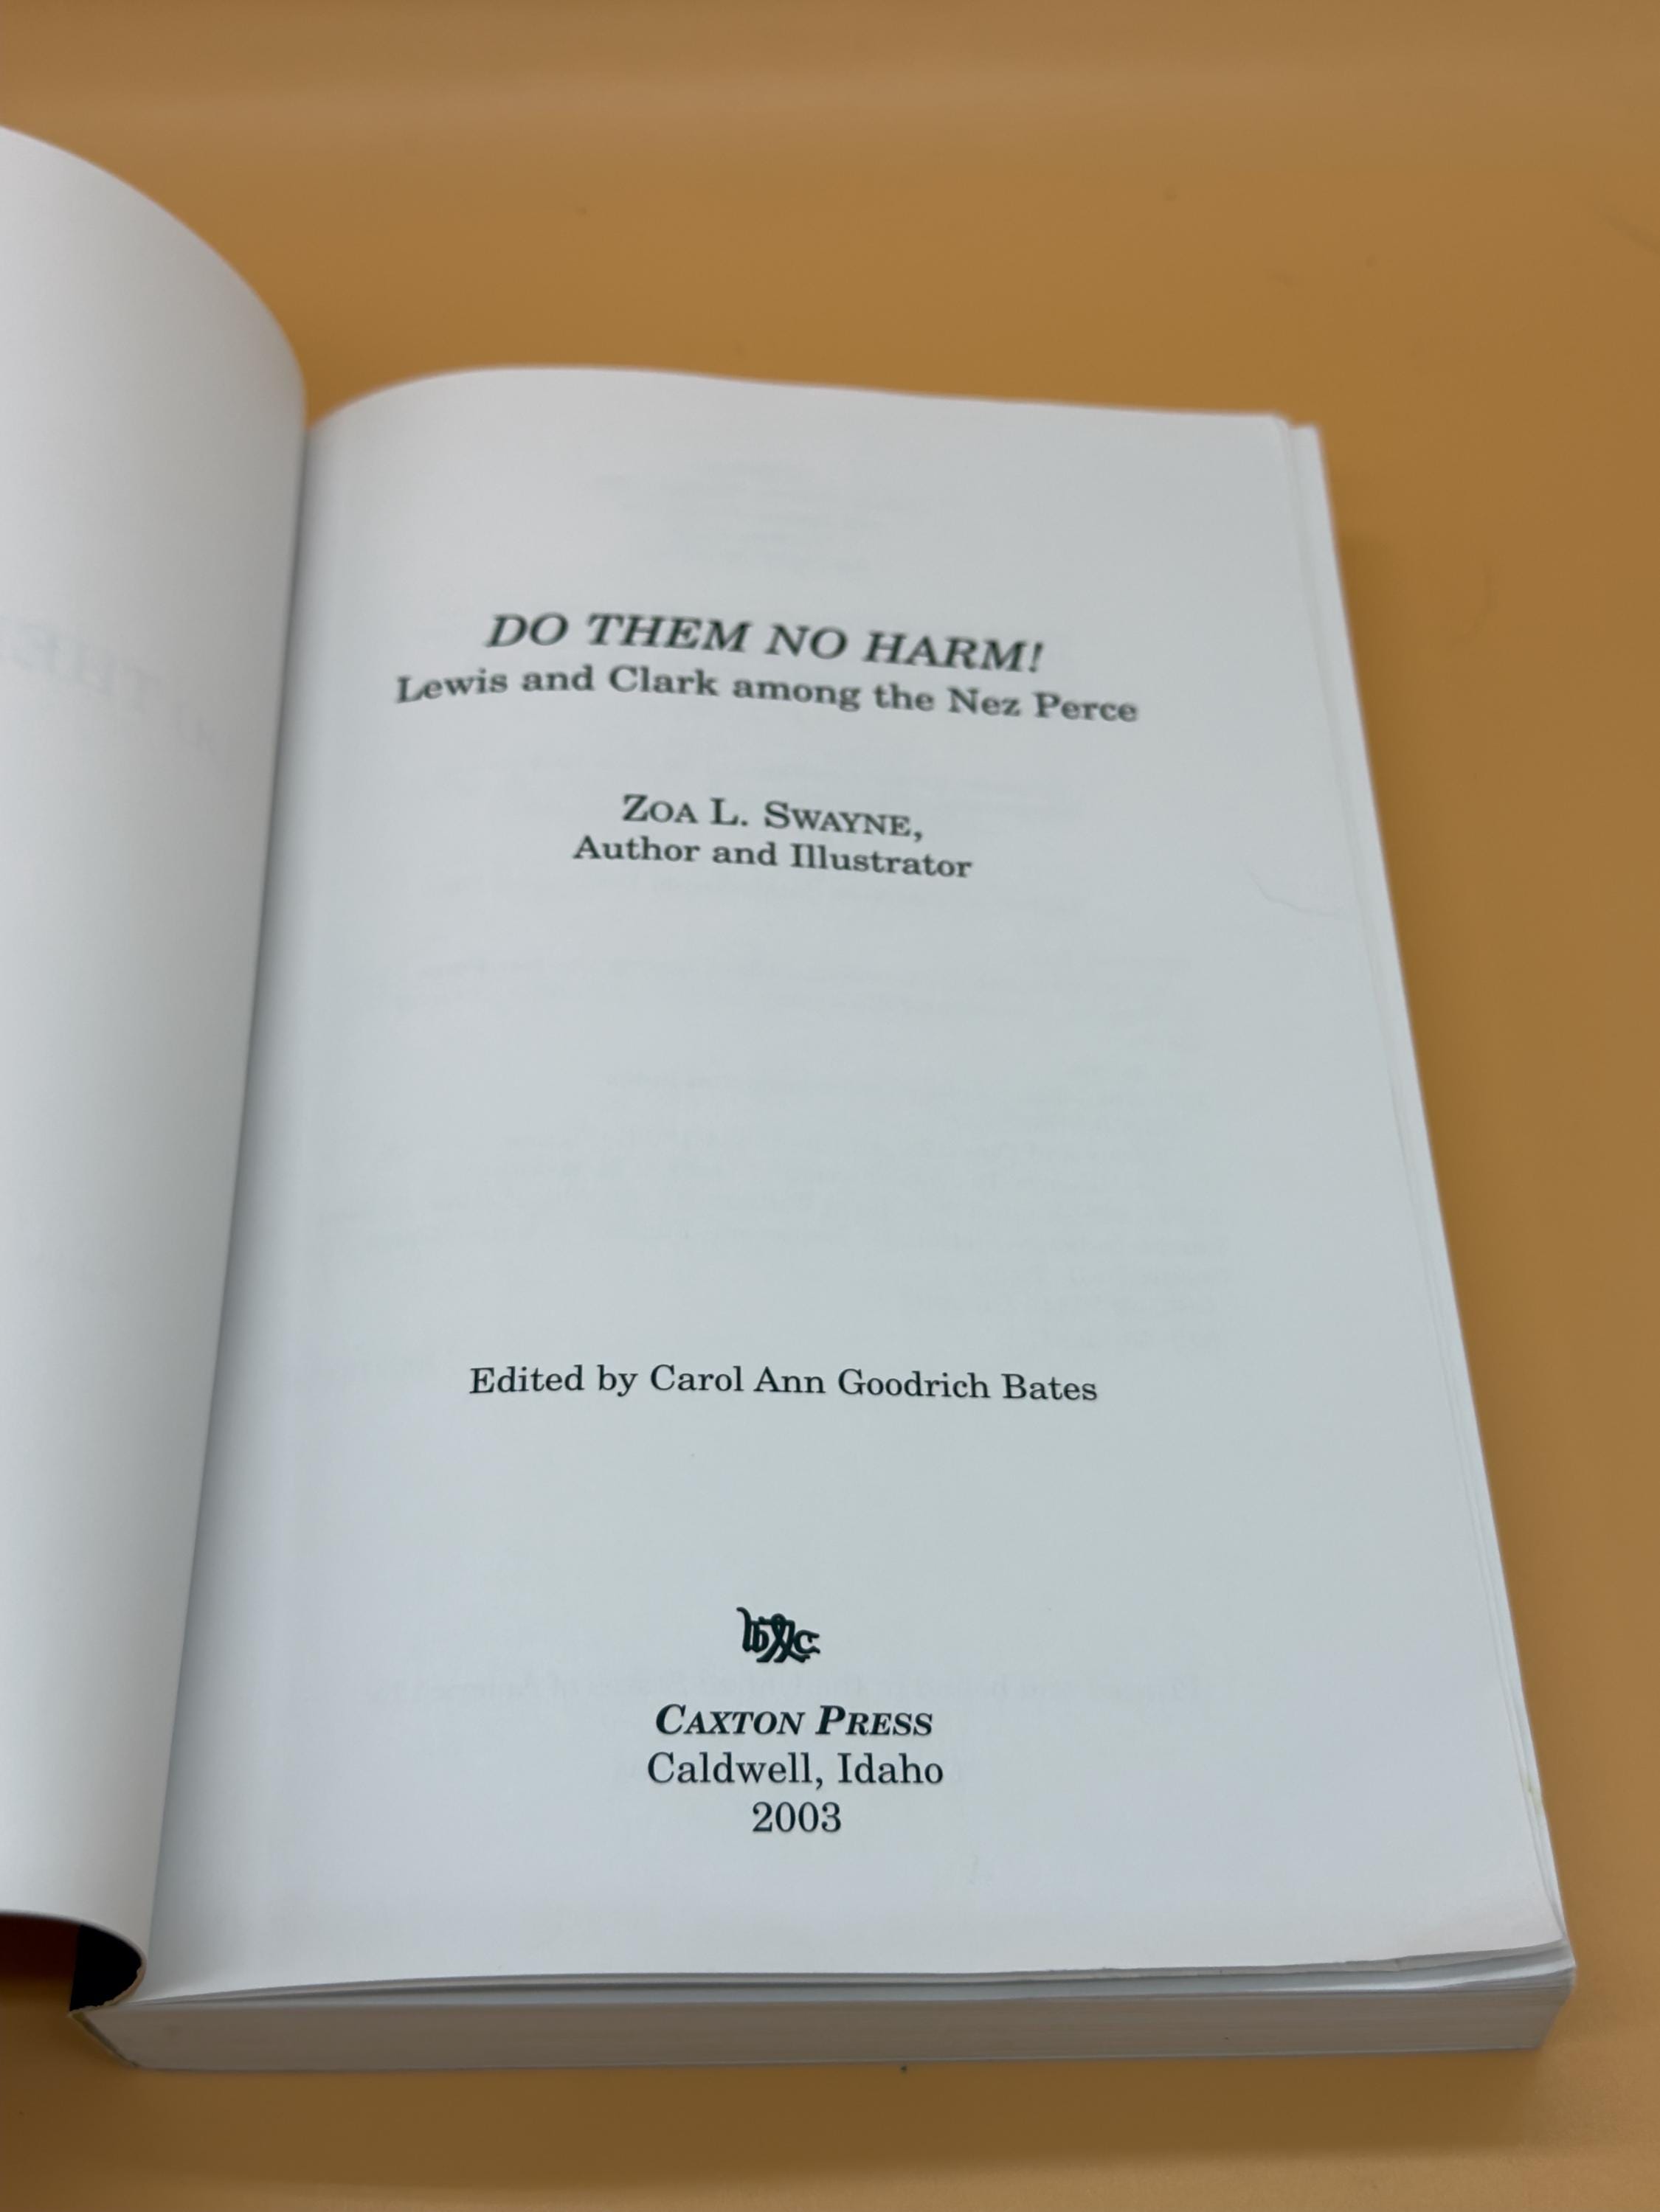 DO THEM NO HARM!
Lewis and Clark among the Nez Perce
ZOA L. SWAYNE,
Author and Illustrator
Edited by Carol Ann Goodrich Bates
CAXTON PRESS
Caldwell, Idaho
2003